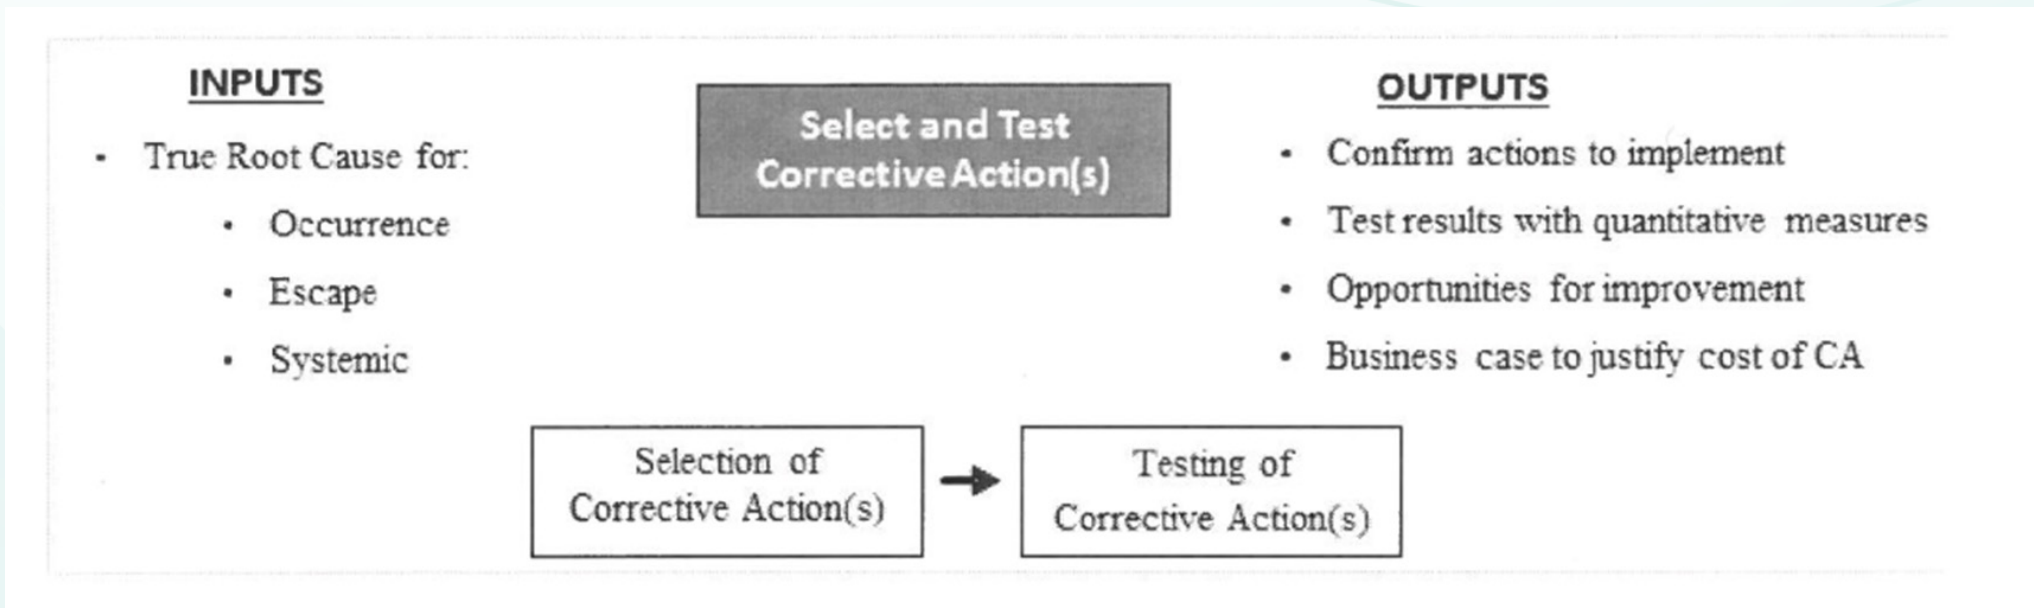 INPUTS
- True Root Cause for:
• Occurrence
• Escape
• Systemic
Select and Test
Corrective Action(s)
OUTPUTS
• Confirm actions to implement
• Test results with quantitative measures
• Opportunities for improvement
• Business case to justify cost of CA
Selection of
Corrective Action(s)
Testing of
Corrective Action(s)